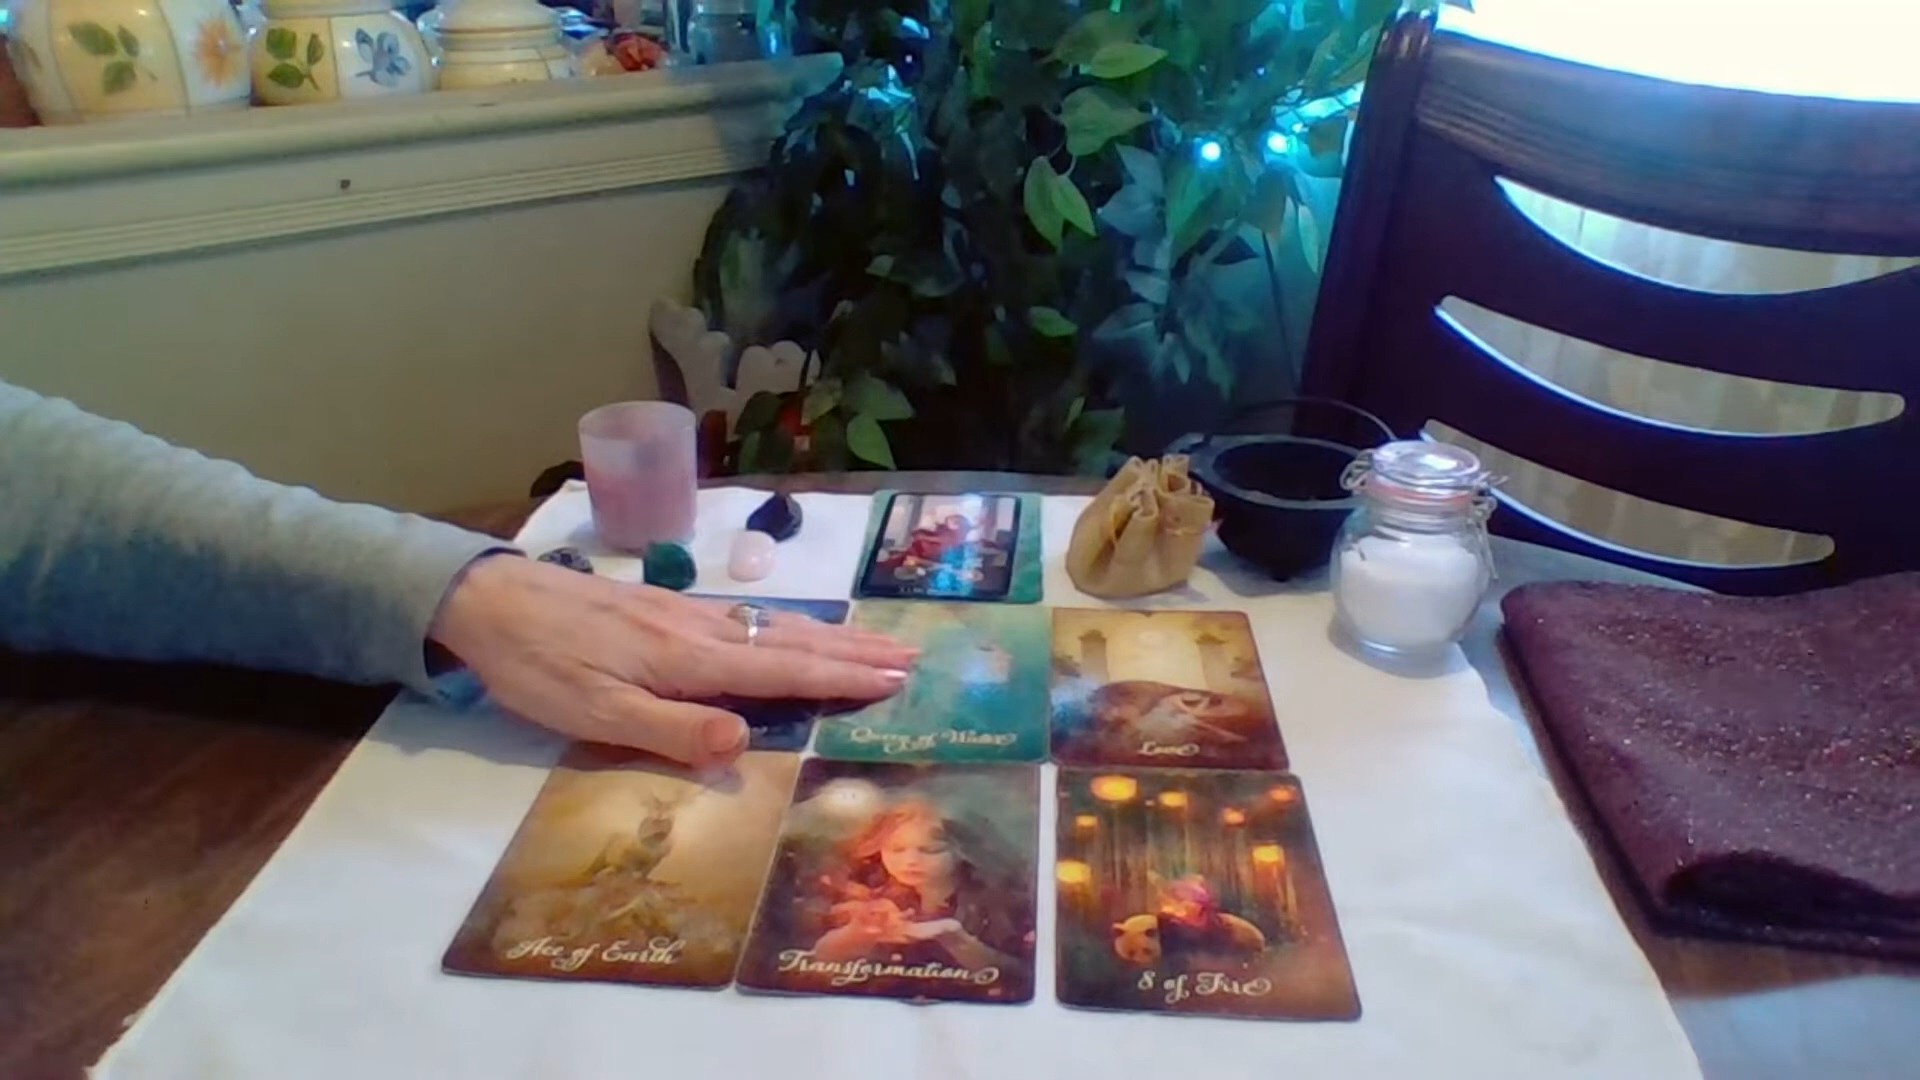 Queen of Water
Love
Ace of Earth
Transformation
8 of Fire